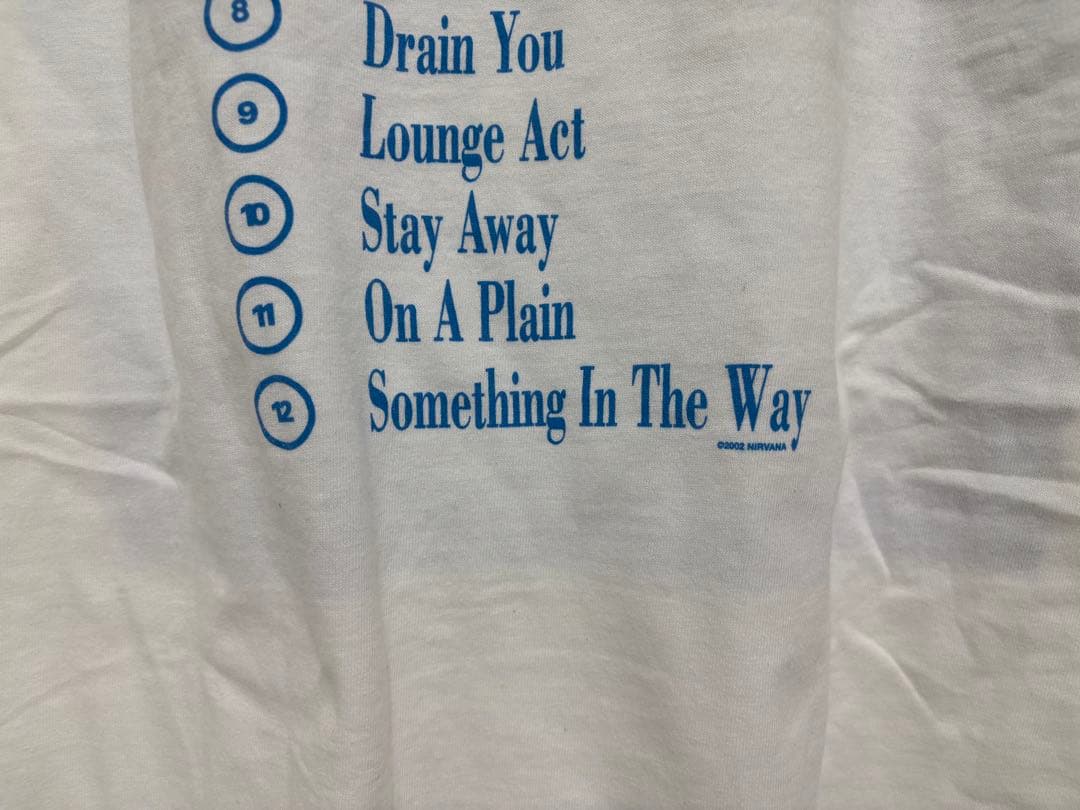 8 Drain You
9 Lounge Act
10 Stay Away
11 On A Plain
12 Something In The Way
©2002 NIRVANA